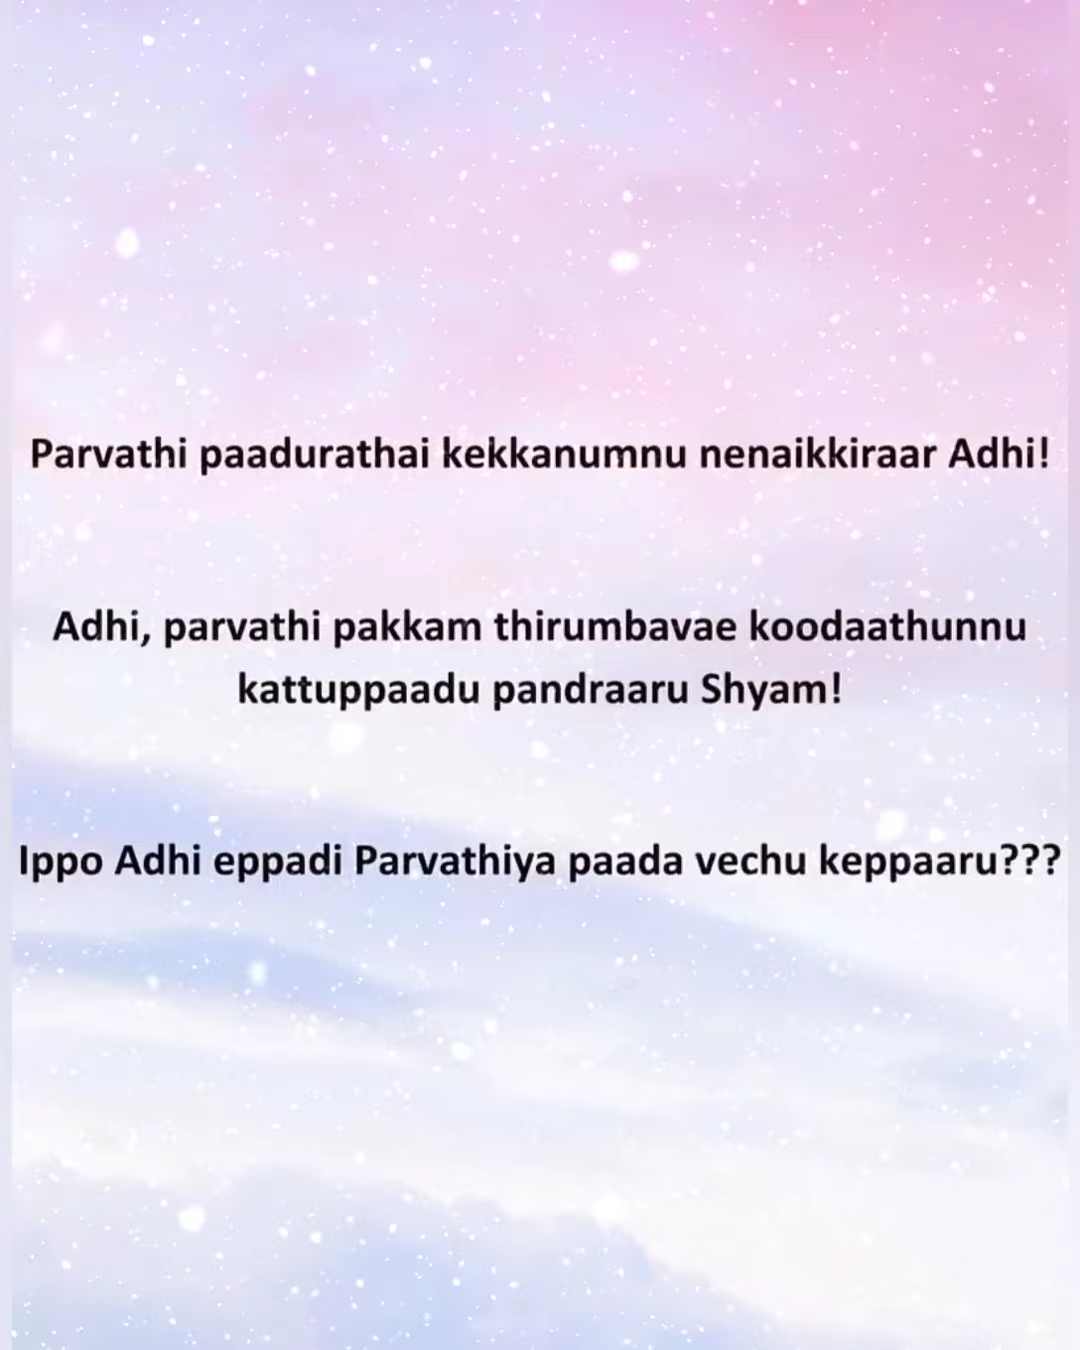 Parvathi paadurathai kekkanumnu nenaikkiraar Adhi!
Adhi, parvathi pakkam thirumbavae koodaathunnu
kattuppaadu pandraaru Shyam!
Ippo Adhi eppadi Parvathiya paada vechu keppaaru???